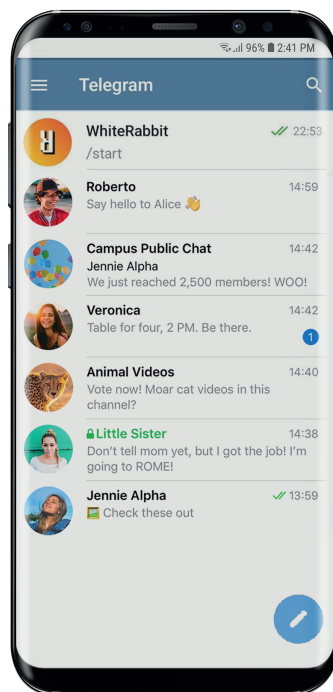 96% 2:41 PM
Telegram
WhiteRabbit 22:53
/start
Roberto 14:59
Say hello to Alice 👋
Campus Public Chat 14:42
Jennie Alpha
We just reached 2,500 members! WOO!
Veronica 14:42
Table for four, 2 PM. Be there.
1
Animal Videos 14:40
Vote now! Moar cat videos in this
channel?
Little Sister 14:38
Don’t tell mom yet, but I got the job! I’m
going to ROME!
Jennie Alpha 13:59
🖼 Check these out